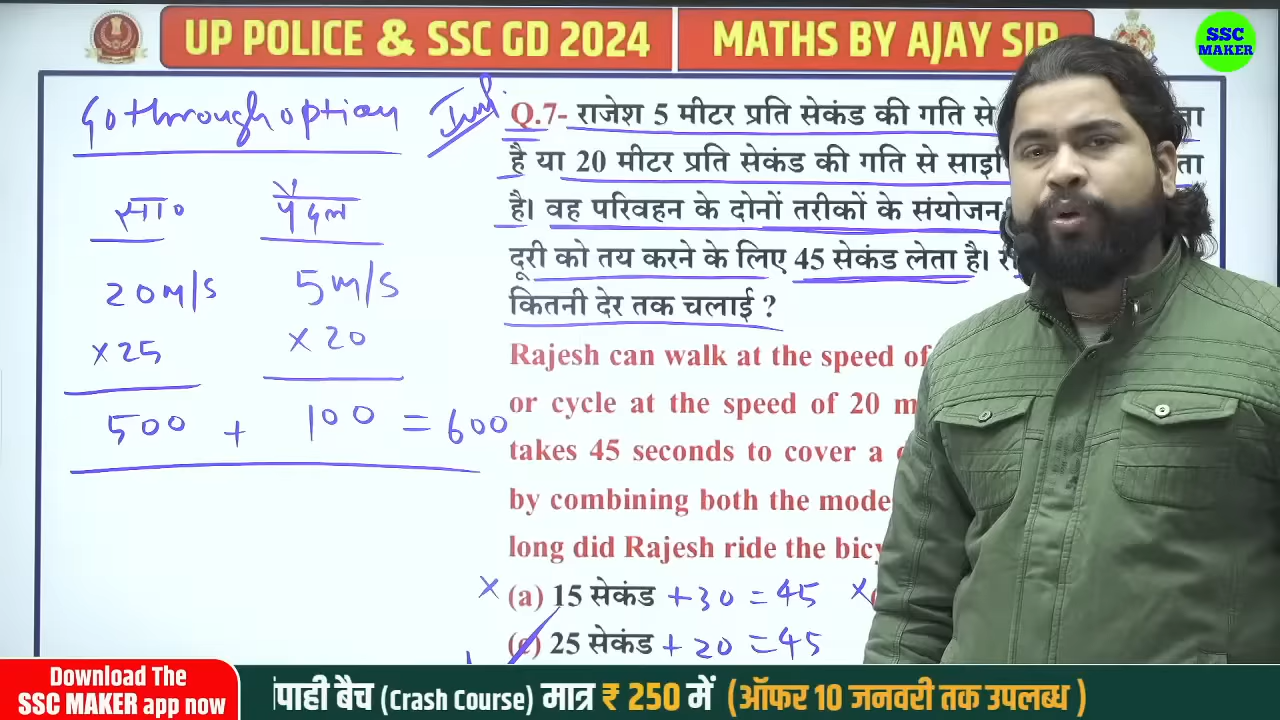 UP POLICE & SSC GD 2024
MATHS BY AJAY SIR
SSC
MAKER
Go through option
सा०
पैदल
20m/s
5m/s
×25
×20
500 + 100 = 600
Q.7- राजेश 5 मीटर प्रति सेकंड की गति से
है या 20 मीटर प्रति सेकंड की गति से
है। वह परिवहन के दोनों तरीकों के संयोजन
दूरी को तय करने के लिए 45 सेकंड लेता है।
कितनी देर तक चलाई ?
Rajesh can walk at the speed of
or cycle at the speed of 20
takes 45 seconds to cover a
by combining both the
long did Rajesh ride the
× (a) 15 सेकंड +30 =45 ×
(c) 25 सेकंड +20 =45
Download The
SSC MAKER app now
बैच (Crash Course) मात्र ₹ 250 में (ऑफर 10 जनवरी तक उपलब्ध )